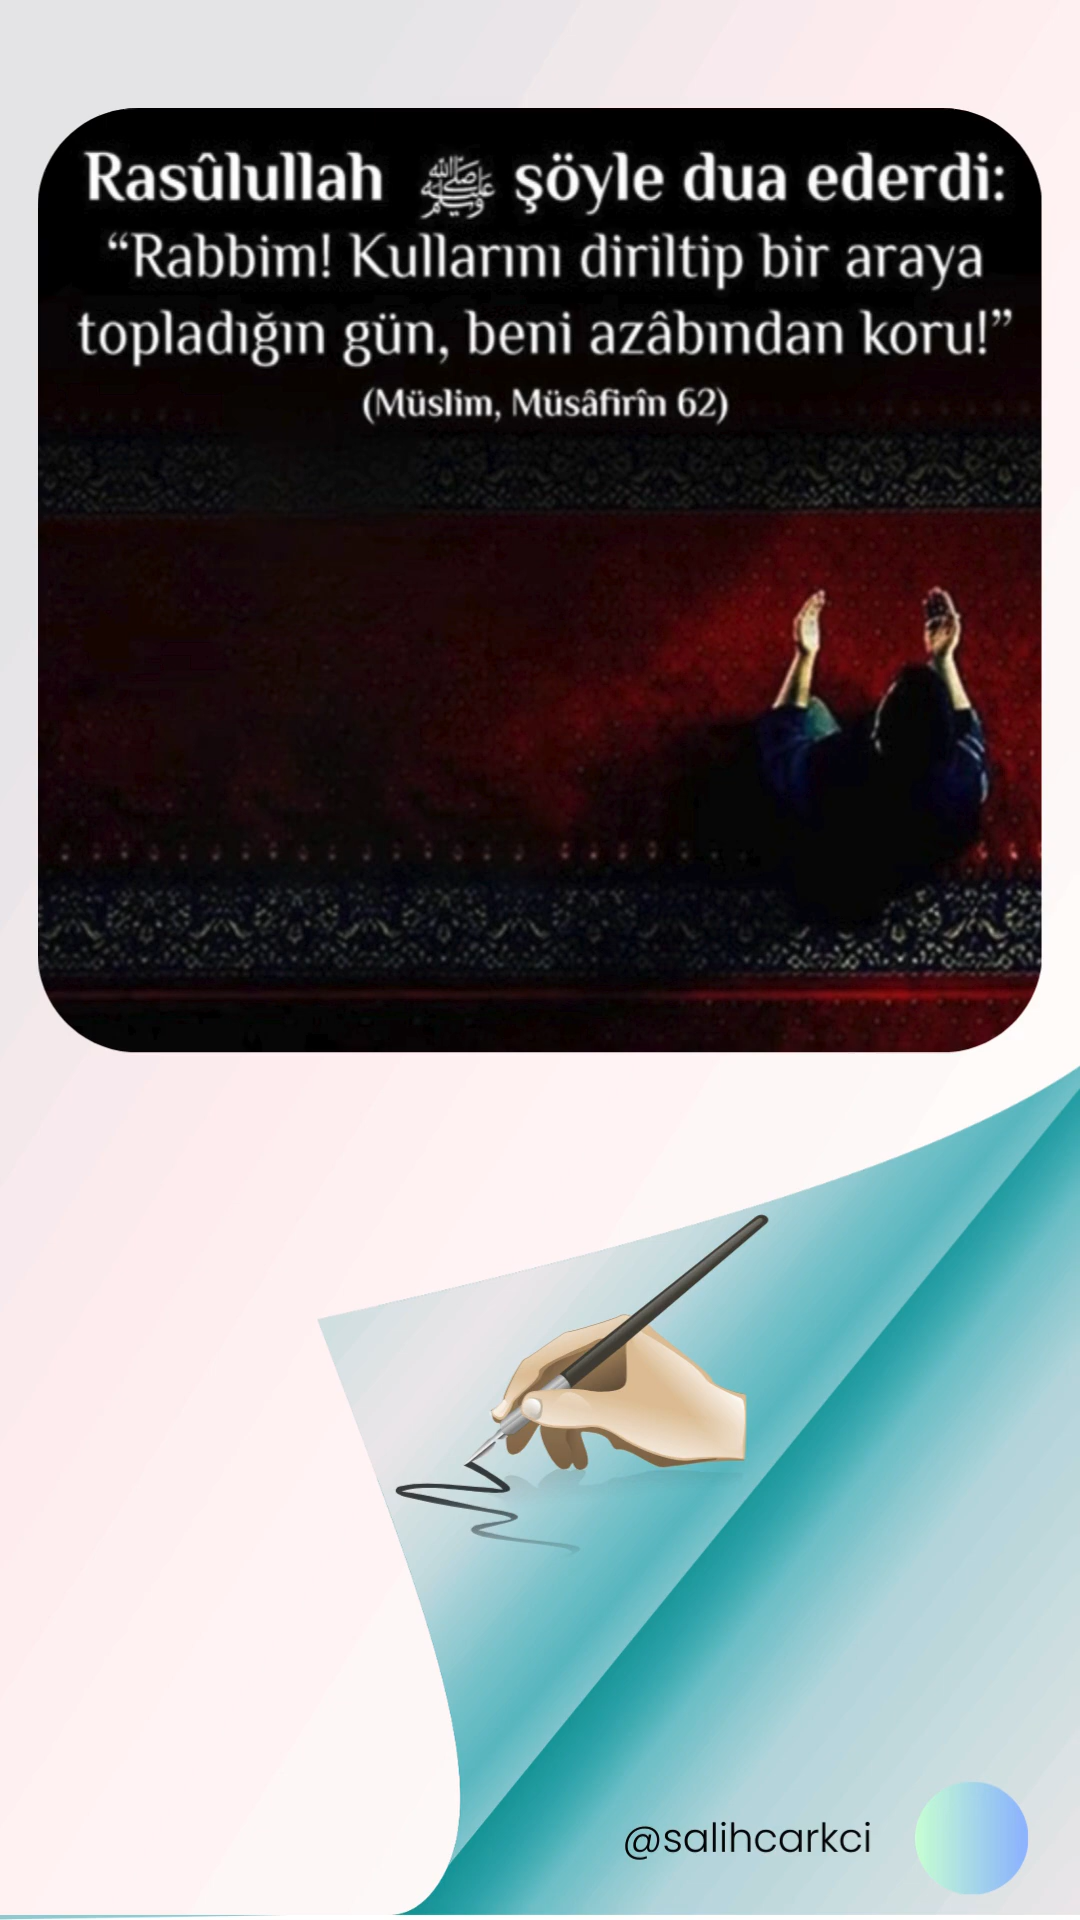 Rasûlullah ﷺ şöyle dua ederdi:
“Rabbim! Kullarını diriltip bir araya
topladığın gün, beni azâbından koru!”
(Müslim, Müsâfirîn 62)
@salihcarkci